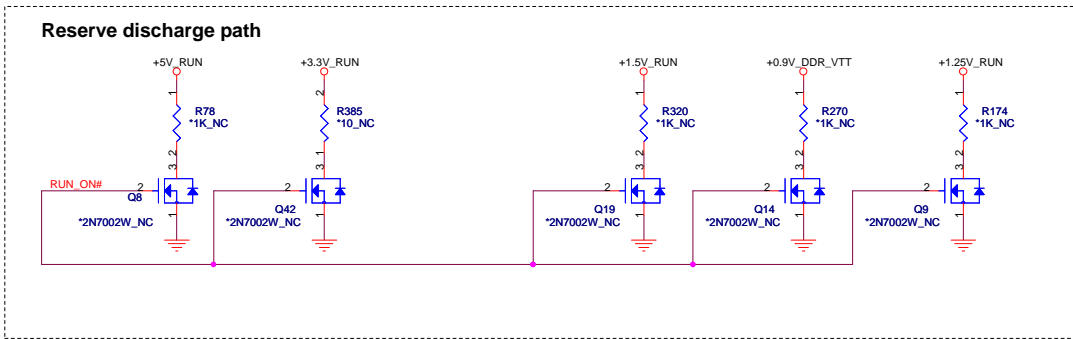 Reserve discharge path
+5V_RUN
+3.3V_RUN
+1.5V_RUN
+0.9V_DDR_VTT
+1.25V_RUN
1
2
1
1
1
R78
*1K_NC
R385
*10_NC
R320
*1K_NC
R270
*1K_NC
R174
*1K_NC
2
1
2
2
2
3
3
3
3
3
RUN_ON#
2
2
2
2
2
Q8
Q42
Q19
Q14
Q9
*2N7002W_NC
*2N7002W_NC
*2N7002W_NC
*2N7002W_NC
*2N7002W_NC
1
1
1
1
1